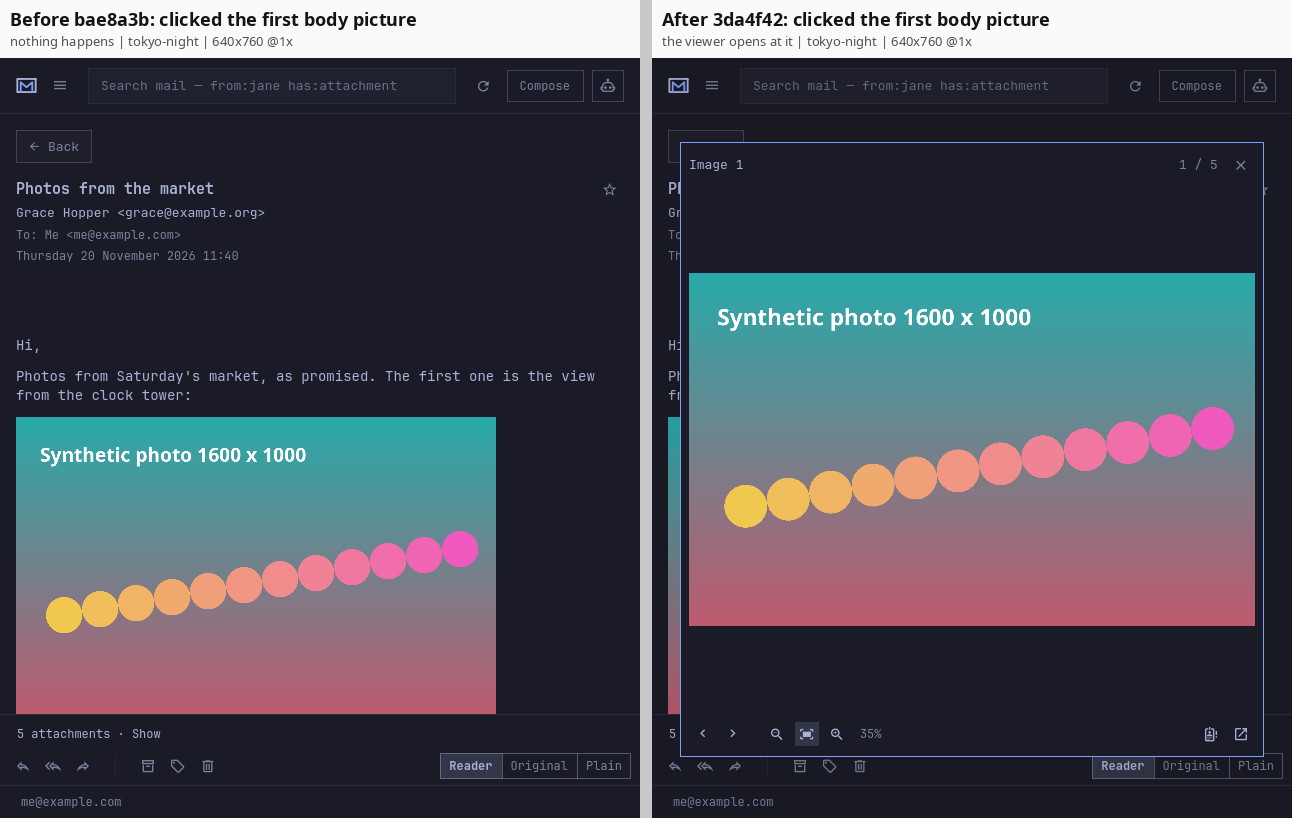 Before bae8a3b: clicked the first body picture
nothing happens | tokyo-night | 640x760 @1x
Search mail — from:jane has:attachment
Compose
← Back
Photos from the market
Grace Hopper <grace@example.org>
To: Me <me@example.com>
Thursday 20 November 2026 11:40
Hi,
Photos from Saturday's market, as promised. The first one is the view
from the clock tower:
Synthetic photo 1600 x 1000
5 attachments · Show
Reader Original Plain
me@example.com
After 3da4f42: clicked the first body picture
the viewer opens at it | tokyo-night | 640x760 @1x
Search mail — from:jane has:attachment
Compose
Image 1 1 / 5
Synthetic photo 1600 x 1000
35%
5
Reader Original Plain
me@example.com